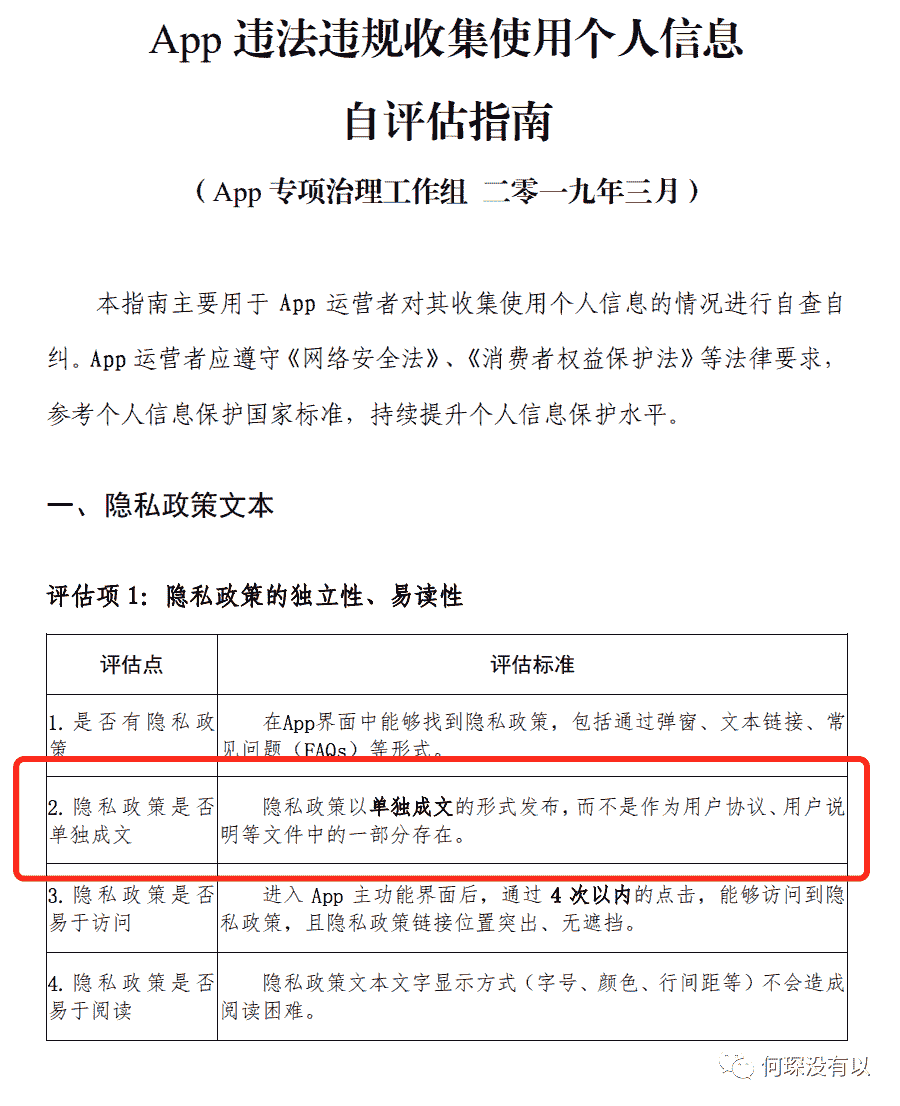 App 违法违规收集使用个人信息
自评估指南
（App 专项治理工作组 二零一九年三月）
本指南主要用于 App 运营者对其收集使用个人信息的情况进行自查自
纠。App 运营者应遵守《网络安全法》、《消费者权益保护法》等法律要求，
参考个人信息保护国家标准，持续提升个人信息保护水平。
一、隐私政策文本
评估项 1：隐私政策的独立性、易读性
评估点
评估标准
1. 是否有隐私政
策
在App界面中能够找到隐私政策，包括通过弹窗、文本链接、常
见问题（FAQs）等形式。
2. 隐私政策是否
单独成文
隐私政策以单独成文的形式发布，而不是作为用户协议、用户说
明等文件中的一部分存在。
3. 隐私政策是否
易于访问
进入 App 主功能界面后，通过 4 次以内的点击，能够访问到隐
私政策，且隐私政策链接位置突出、无遮挡。
4. 隐私政策是否
易于阅读
隐私政策文本文字显示方式（字号、颜色、行间距等）不会造成
阅读困难。
何琛没有以